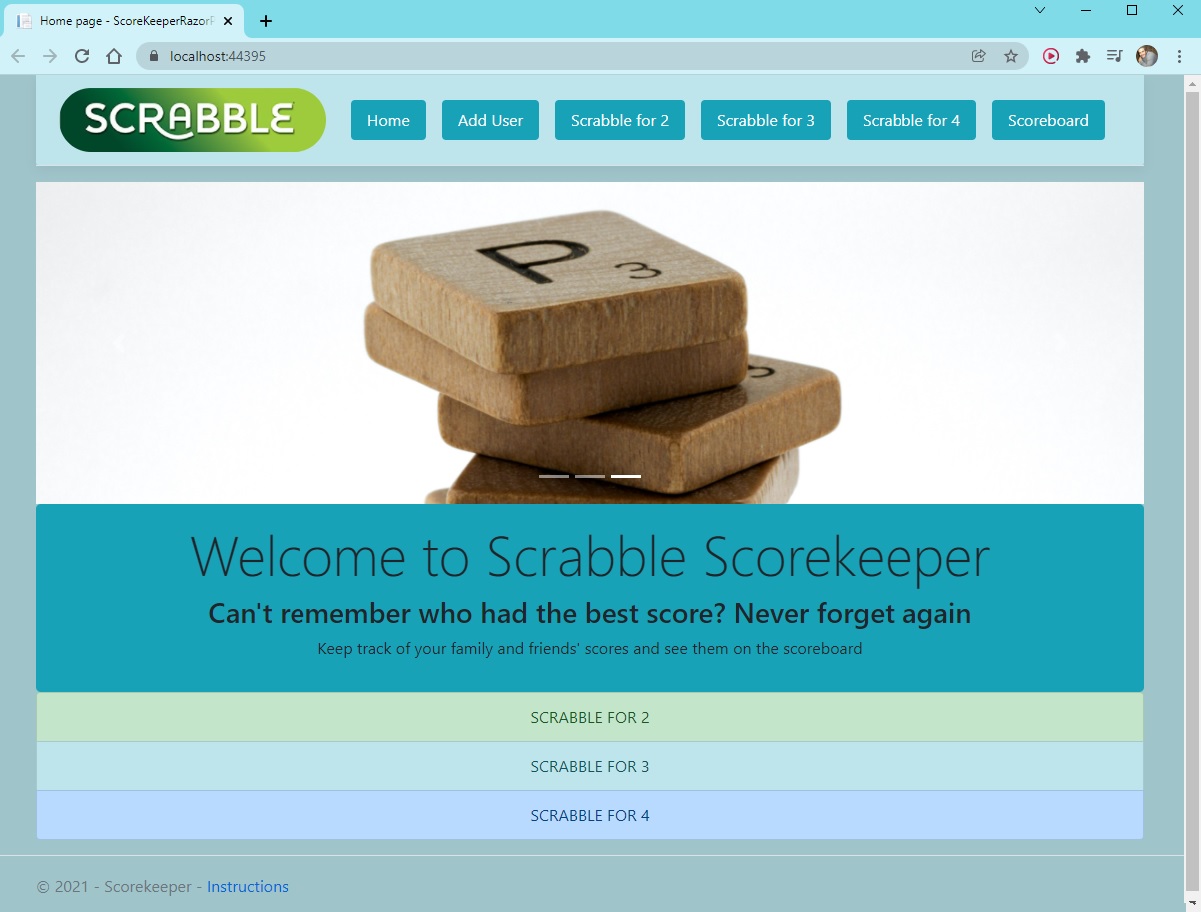 Home page - ScoreKeeperRazorP
localhost:44395
SCRABBLE
Home
Add User
Scrabble for 2
Scrabble for 3
Scrabble for 4
Scoreboard
P 3
Welcome to Scrabble Scorekeeper
Can't remember who had the best score? Never forget again
Keep track of your family and friends' scores and see them on the scoreboard
SCRABBLE FOR 2
SCRABBLE FOR 3
SCRABBLE FOR 4
© 2021 - Scorekeeper - Instructions